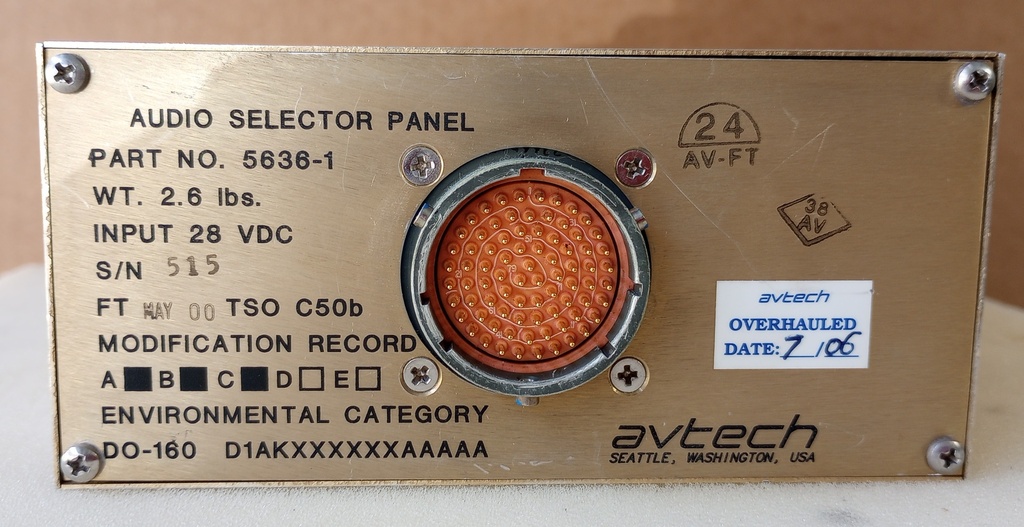 AUDIO SELECTOR PANEL
PART NO. 5636-1
WT. 2.6 lbs.
INPUT 28 VDC
S/N 515
FT MAY 00 TSO C50b
MODIFICATION RECORD
A B C D E
ENVIRONMENTAL CATEGORY
DO-160 D1AKXXXXXXAAAAA
24
AV-FT
38
AV
avtech
OVERHAULED
DATE: 7/06
avtech
SEATTLE, WASHINGTON, USA